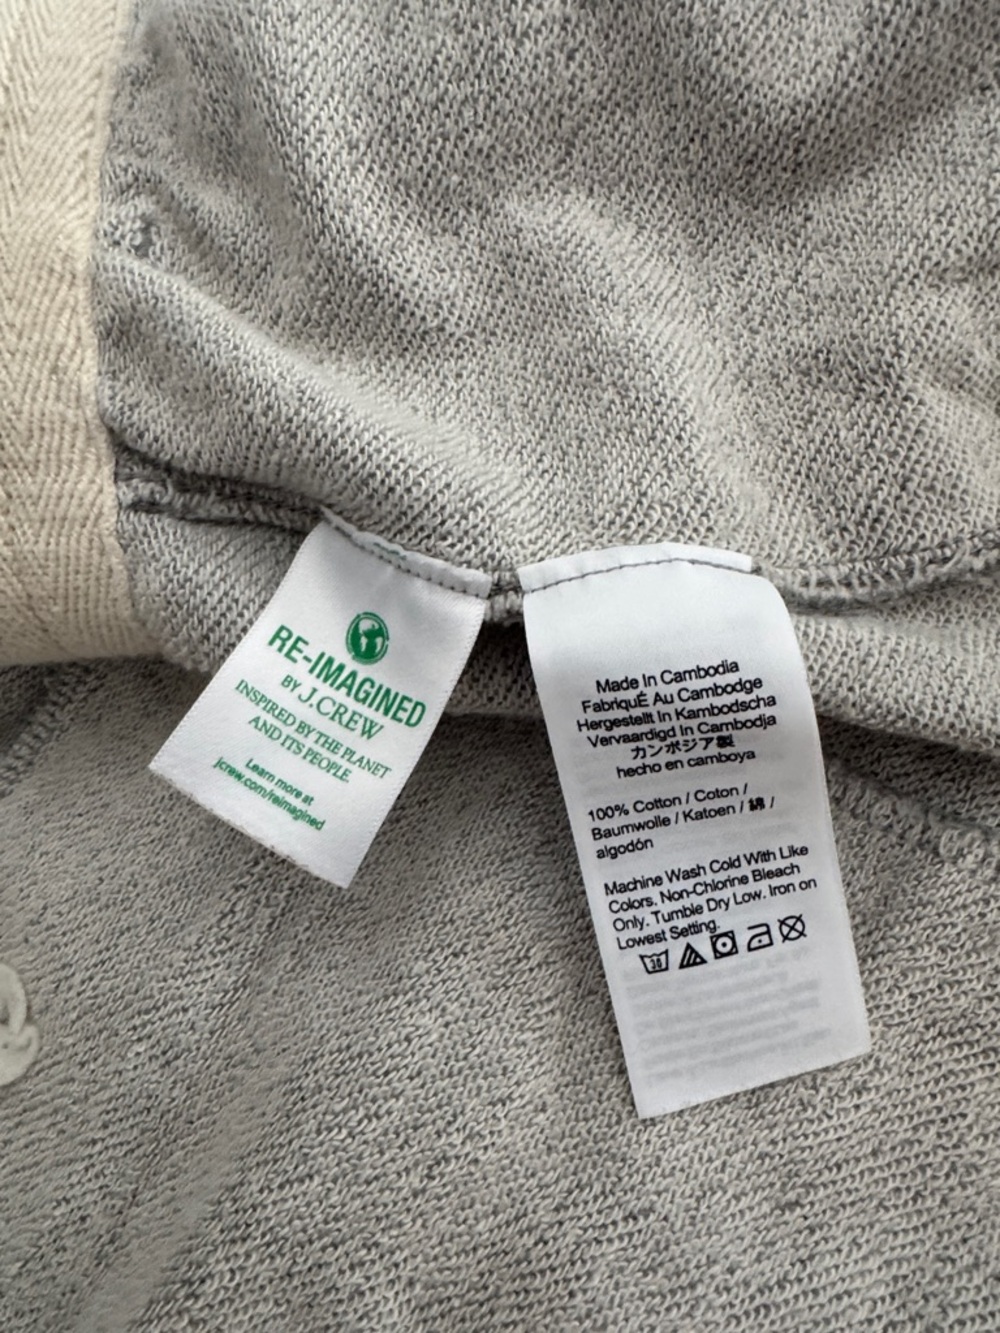 RE-IMAGINED
BY J.CREW
INSPIRED BY THE PLANET
AND ITS PEOPLE
Learn more at
jcrew.com/reimagined
Made In Cambodia
FabriquÉ Au Cambodge
Hergestellt In Kambodscha
Vervaardigd In Cambodja
カンボジア製
hecho en camboya
100% Cotton / Coton /
Baumwolle / Katoen / 綿 /
algodón
Machine Wash Cold With Like
Colors. Non-Chlorine Bleach
Only. Tumble Dry Low. Iron on
Lowest Setting.
30